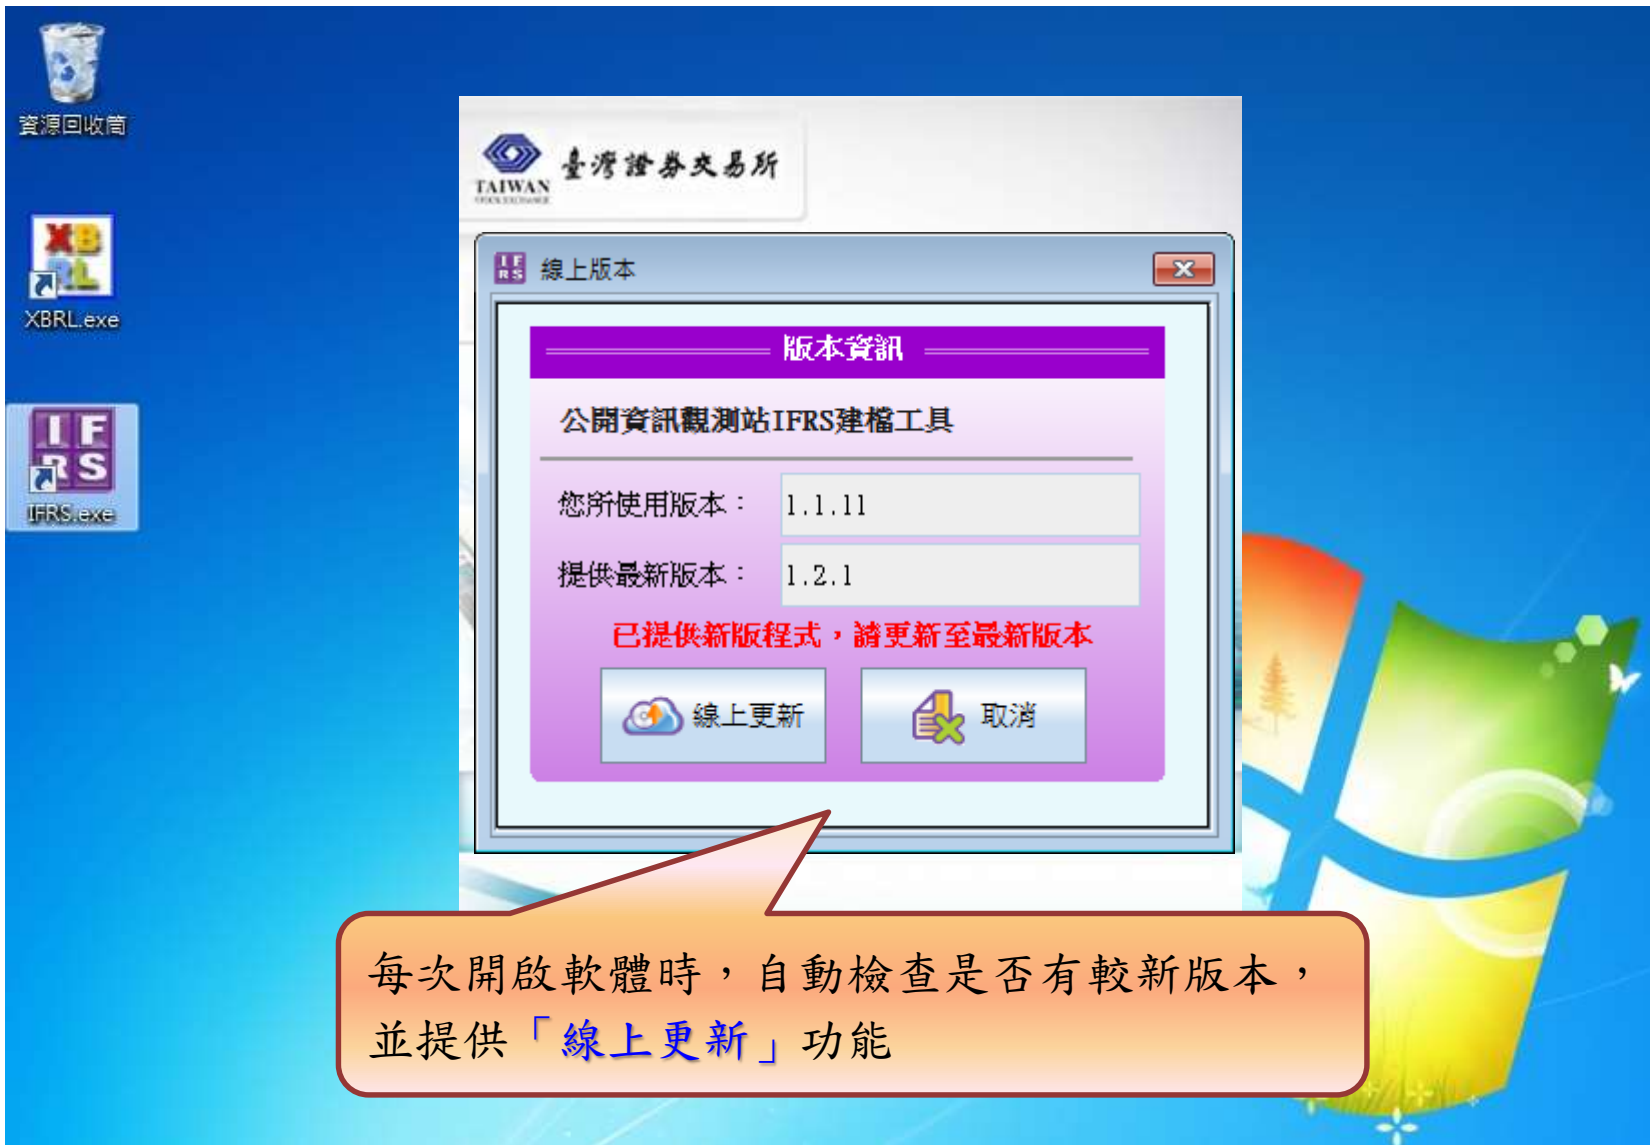 資源回收筒
XBRL.exe
IFRS.exe
臺灣證券交易所
TAIWAN
STOCK EXCHANGE
線上版本
版本資訊
公開資訊觀測站IFRS建檔工具
您所使用版本：1.1.11
提供最新版本：1.2.1
已提供新版程式，請更新至最新版本
線上更新
取消
每次開啟軟體時，自動檢查是否有較新版本，
並提供「線上更新」功能